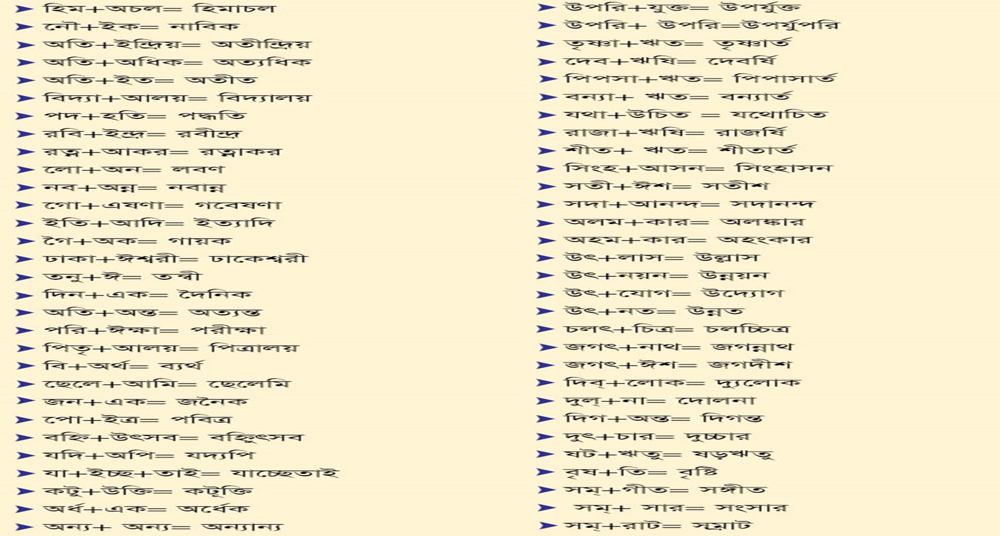 ➤ হিম+অচল= হিমাচল
➤ নৌ+ইক= নাবিক
➤ অতি+ইন্দ্রিয়= অতীন্দ্রিয়
➤ অতি+অধিক= অত্যধিক
➤ অতি+ইত= অতীত
➤ বিদ্যা+আলয়= বিদ্যালয়
➤ পদ+হতি= পদ্ধতি
➤ রবি+ইন্দ্র= রবীন্দ্র
➤ রত্ন+আকর= রত্নাকর
➤ লো+অন= লবণ
➤ নব+অন্ন= নবান্ন
➤ গো+এষণা= গবেষণা
➤ ইতি+আদি= ইত্যাদি
➤ গৈ+অক= গায়ক
➤ ঢাকা+ঈশ্বরী= ঢাকেশ্বরী
➤ তনু+ঈ= তন্বী
➤ দিন+এক= দৈনিক
➤ অতি+অন্ত= অত্যন্ত
➤ পরি+ঈক্ষা= পরীক্ষা
➤ পিতৃ+আলয়= পিত্রালয়
➤ বি+অর্থ= ব্যর্থ
➤ ছেলে+আমি= ছেলেমি
➤ জন+এক= জনৈক
➤ পো+ইত্র= পবিত্র
➤ বহ্নি+উৎসব= বহ্ন্যুৎসব
➤ যদি+অপি= যদ্যপি
➤ যা+ইচ্ছ+তাই= যাচ্ছেতাই
➤ কটু+উক্তি= কটূক্তি
➤ অর্ধ+এক= অর্ধেক
➤ অন্য+ অন্য= অন্যান্য
➤ উপরি+যুক্ত= উপর্যুক্ত
➤ উপরি+ উপরি=উপর্যুপরি
➤ তৃষ্ণা+ঋত= তৃষ্ণার্ত
➤ দেব+ঋষি= দেবর্ষি
➤ পিপসা+ঋত= পিপাসার্ত
➤ বন্যা+ ঋত= বন্যার্ত
➤ যথা+উচিত = যথোচিত
➤ রাজা+ঋষি= রাজর্ষি
➤ শীত+ ঋত= শীতার্ত
➤ সিংহ+আসন= সিংহাসন
➤ সতী+ঈশ= সতীশ
➤ সদা+আনন্দ= সদানন্দ
➤ অলম+কার= অলঙ্কার
➤ অহম+কার= অহংকার
➤ উৎ+লাস= উল্লাস
➤ উৎ+নয়ন= উন্নয়ন
➤ উৎ+যোগ= উদ্যোগ
➤ উৎ+নত= উন্নত
➤ চলৎ+চিত্র= চলচ্চিত্র
➤ জগৎ+নাথ= জগন্নাথ
➤ জগৎ+ঈশ= জগদীশ
➤ দিব্+লোক= দ্যুলোক
➤ দুল্+না= দোলনা
➤ দিগ+অন্ত= দিগন্ত
➤ দুৎ+চার= দুচ্চার
➤ ষট+ঋতু= ষড়ঋতু
➤ বৃষ+তি= বৃষ্টি
➤ সম্+গীত= সঙ্গীত
➤ সম্+ সার= সংসার
➤ সম্+রাট= সম্রাট